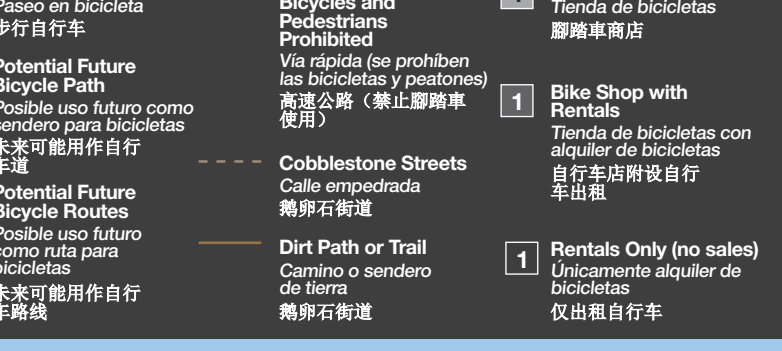 Paseo en bicicleta
步行自行车
Potential Future
Bicycle Path
Posible uso futuro como
sendero para bicicletas
未来可能用作自行
车道
Potential Future
Bicycle Routes
Posible uso futuro
como ruta para
bicicletas
未来可能用作自行
车路线
Bicycles and
Pedestrians
Prohibited
Vía rápida (se prohíben
las bicicletas y peatones)
高速公路（禁止腳踏車
使用）
Cobblestone Streets
Calle empedrada
鹅卵石街道
Dirt Path or Trail
Camino o sendero
de tierra
鹅卵石街道
Tienda de bicicletas
腳踏車商店
1
Bike Shop with
Rentals
Tienda de bicicletas con
alquiler de bicicletas
自行车店附设自行
车出租
1
Rentals Only (no sales)
Únicamente alquiler de
bicicletas
仅出租自行车